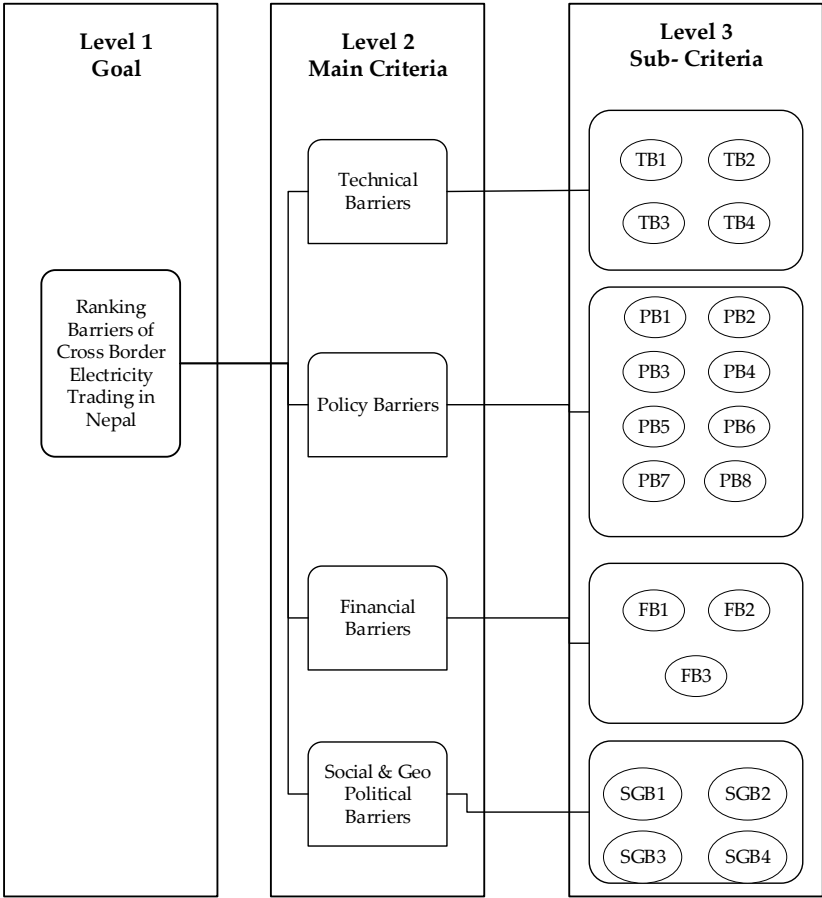 Level 1
Goal
Ranking
Barriers of
Cross Border
Electricity
Trading in
Nepal
Level 2
Main Criteria
Technical
Barriers
Policy Barriers
Financial
Barriers
Social & Geo
Political
Barriers
Level 3
Sub- Criteria
TB1 TB2
TB3 TB4
PB1 PB2
PB3 PB4
PB5 PB6
PB7 PB8
FB1 FB2
FB3
SGB1 SGB2
SGB3 SGB4